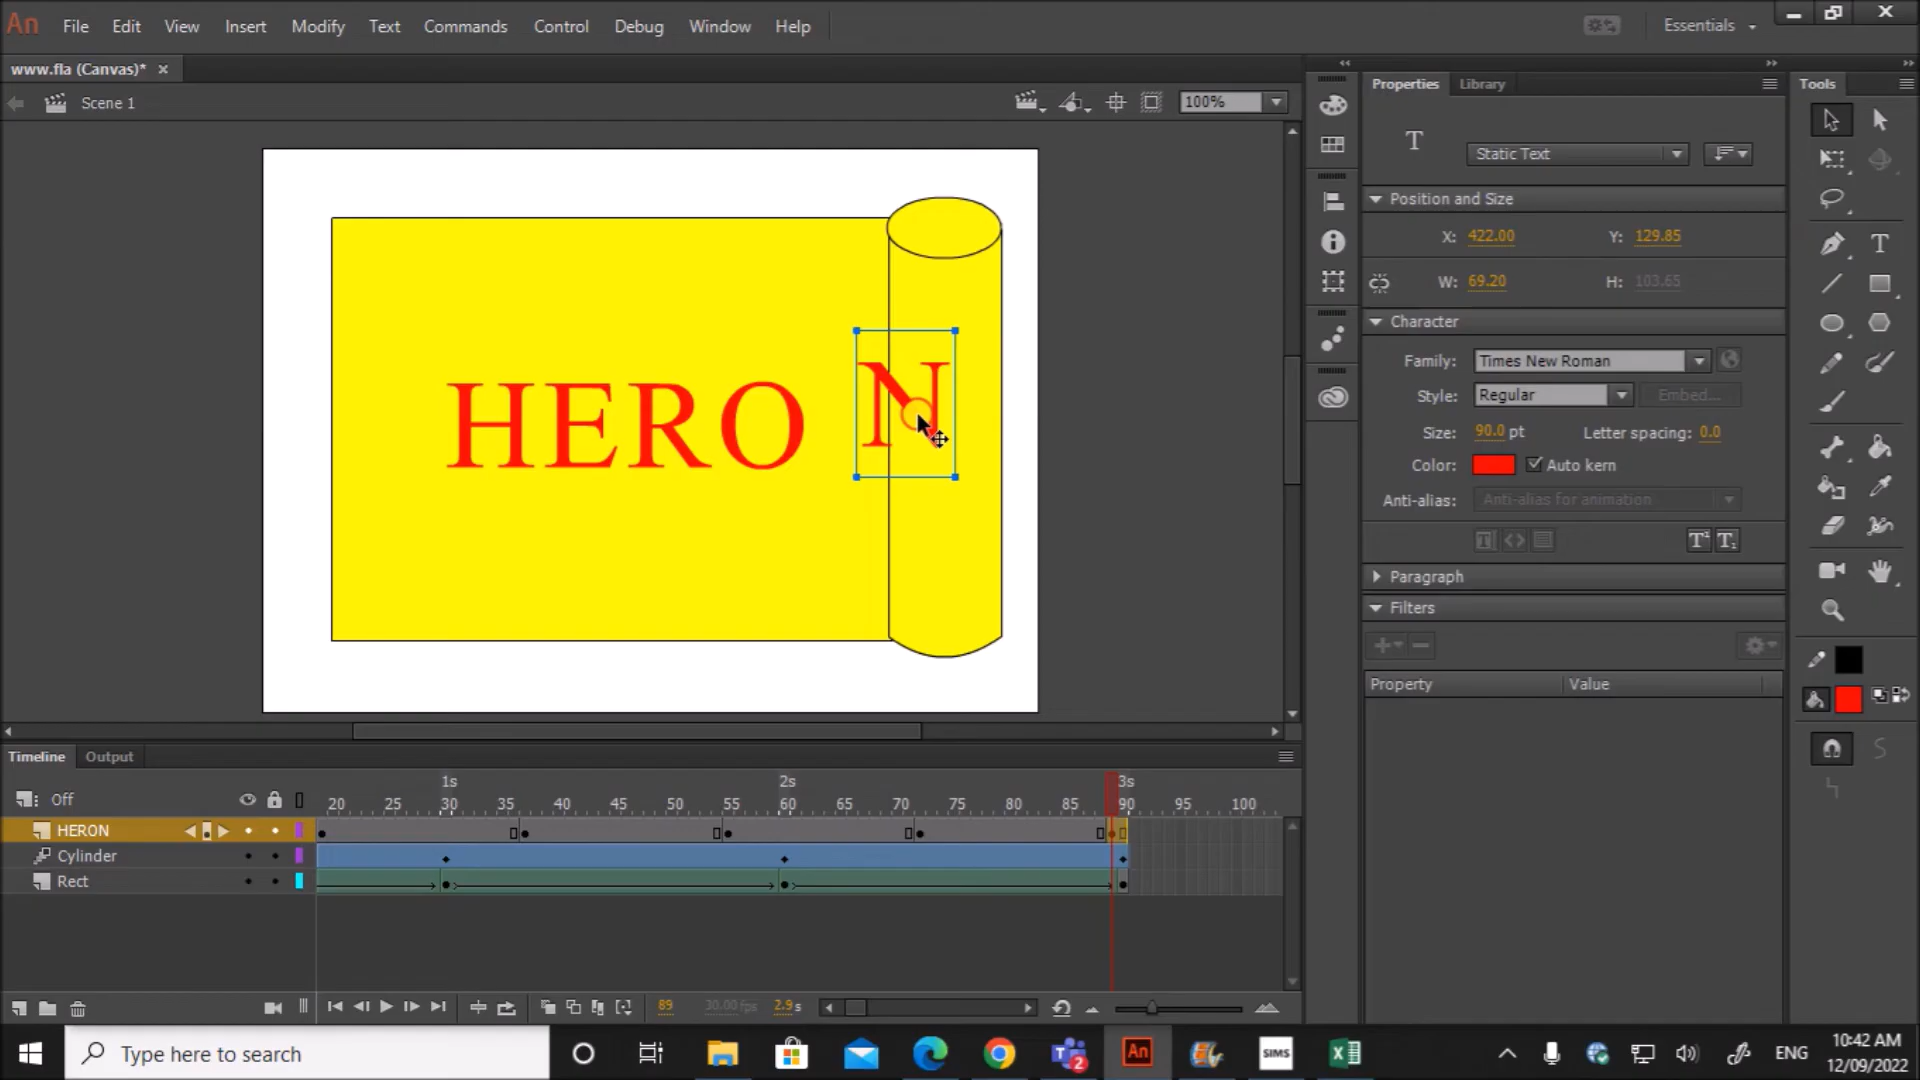 An File Edit View Insert Modify Text Commands Control Debug Window Help Essentials
www.fla (Canvas)* ×
Scene 1 100%
HERO N
Properties Library
T Static Text
Position and Size
X: 422.00 Y: 129.85
W: 69.20 H: 103.65
Character
Family: Times New Roman
Style: Regular Embed...
Size: 90.0 pt Letter spacing: 0.0
Color: Auto kern
Anti-alias: Anti-alias for animation
Paragraph
Filters
Property Value
Tools
Timeline Output
1s 2s 3s
Off 20 25 30 35 40 45 50 55 60 65 70 75 80 85 90 95 100
HERON
Cylinder
Rect
89 30.00 fps 2.9 s
Type here to search
An SIMS 2 ENG 10:42 AM
12/09/2022